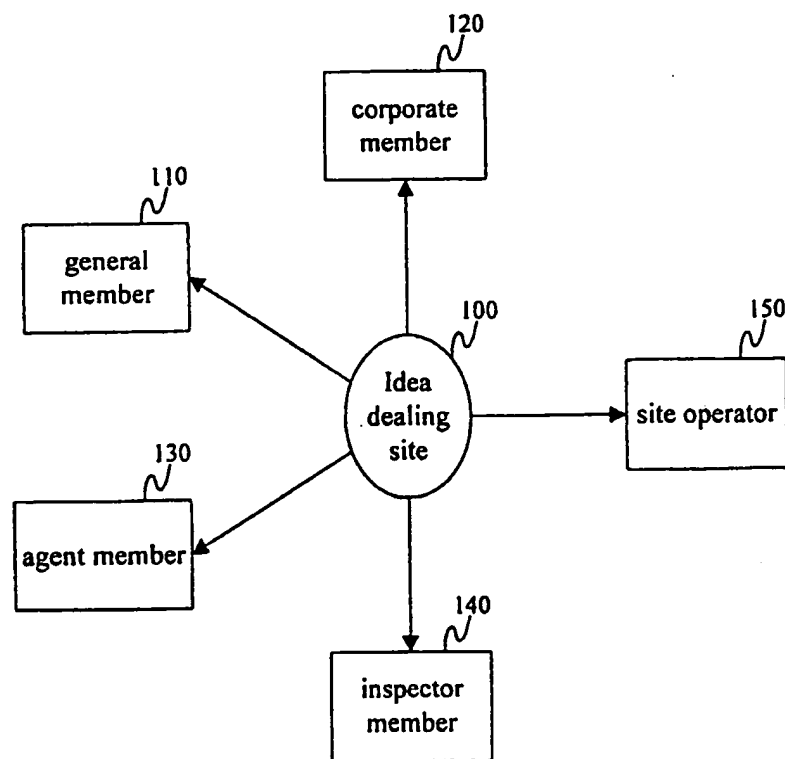 120
corporate
member
110
general
member
100
Idea
dealing
site
150
site operator
130
agent member
140
inspector
member